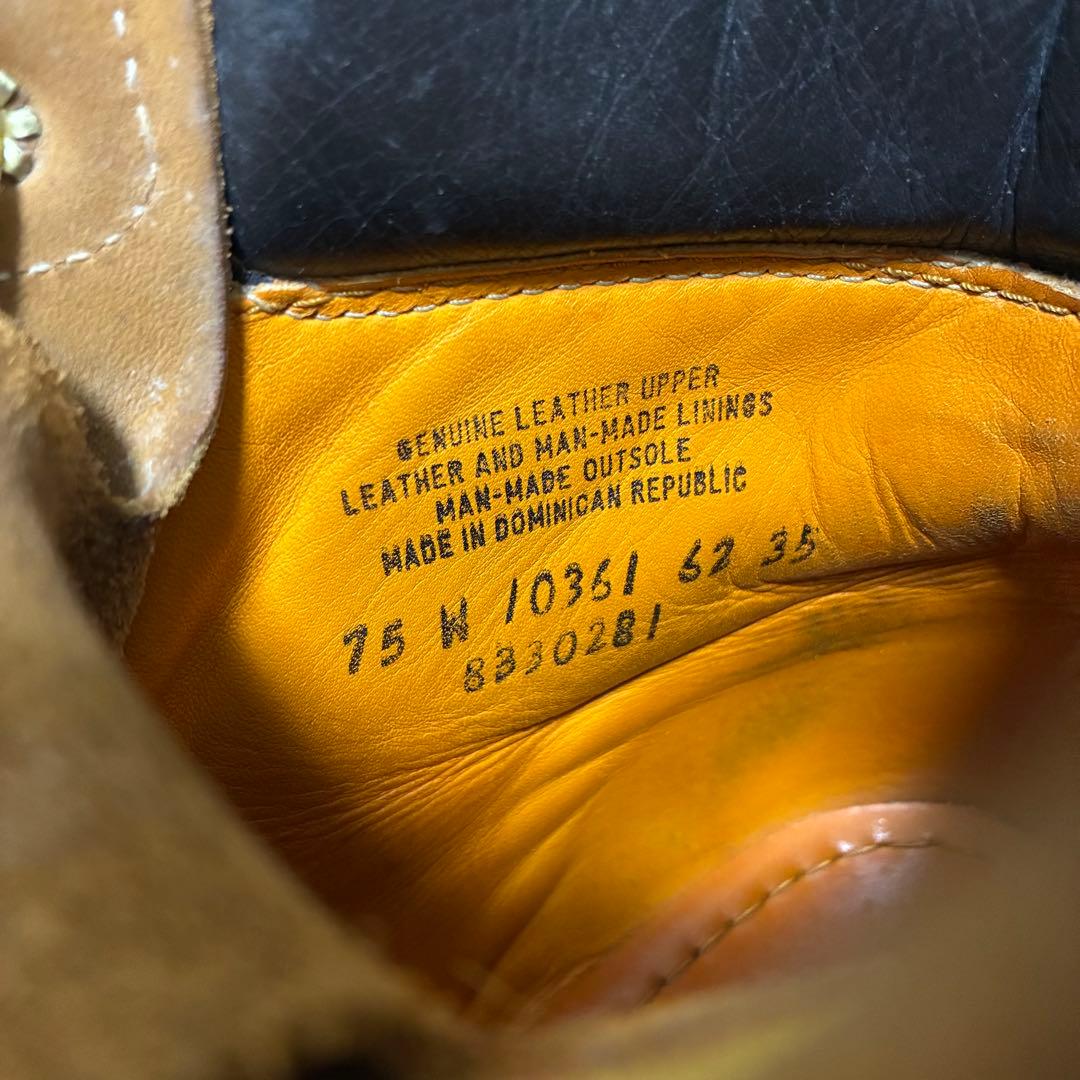 GENUINE LEATHER UPPER
LEATHER AND MAN-MADE LININGS
MAN-MADE OUTSOLE
MADE IN DOMINICAN REPUBLIC
75 W 10361 62 35
8330281